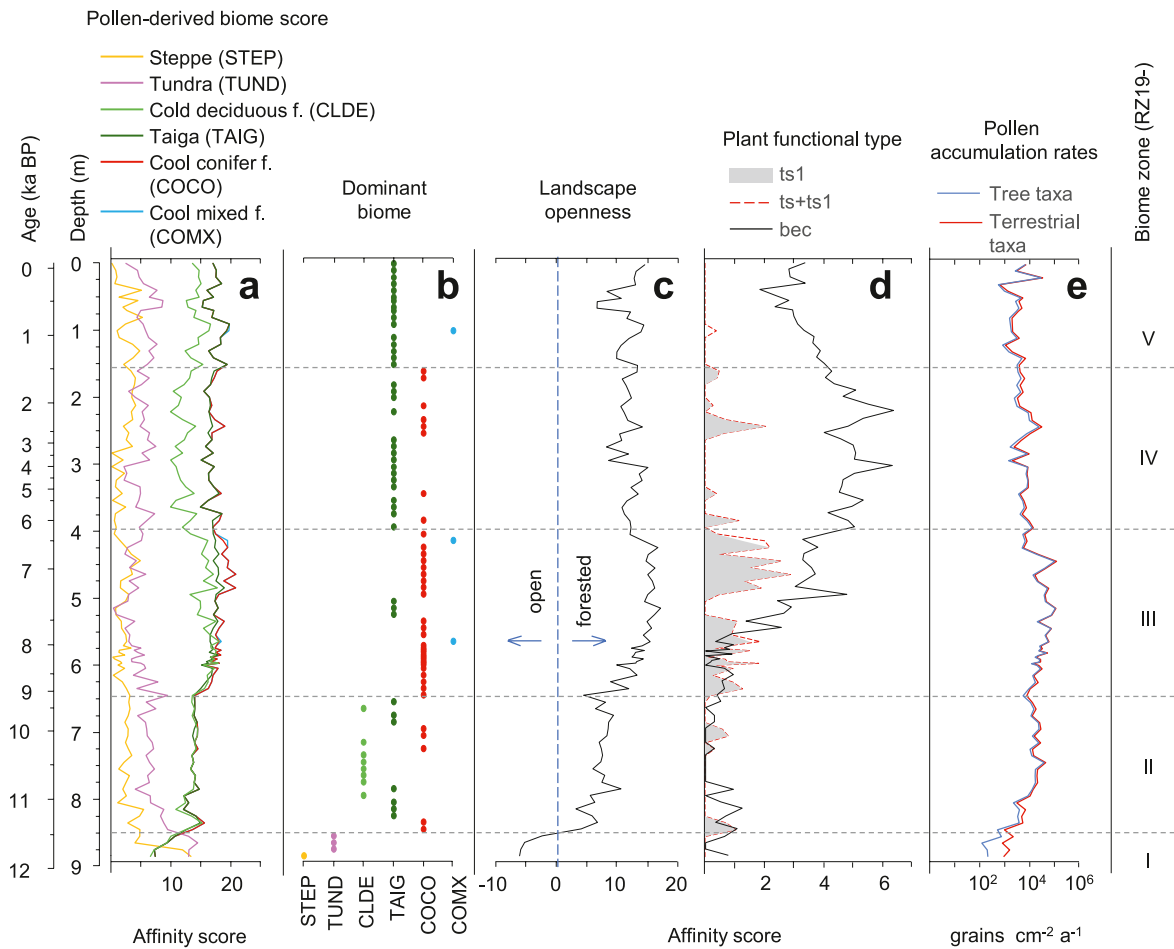 Pollen-derived biome score
Steppe (STEP)
Tundra (TUND)
Cold deciduous f. (CLDE)
Taiga (TAIG)
Cool conifer f.
(COCO)
Cool mixed f.
(COMX)
Age (ka BP)
Depth (m)
Dominant
biome
Landscape
openness
Plant functional type
ts1
ts+ts1
bec
Pollen
accumulation rates
Tree taxa
Terrestrial
taxa
Biome zone (RZ19-)
a
b
c
d
e
0
1
2
3
4
5
6
7
8
9
10
11
12
0
1
2
3
4
5
6
7
8
9
open
forested
V
IV
III
II
I
10
20
STEP
TUND
CLDE
TAIG
COCO
COMX
-10
0
10
20
2
4
6
10² 10⁴ 10⁶
Affinity score
Affinity score
grains cm⁻² a⁻¹